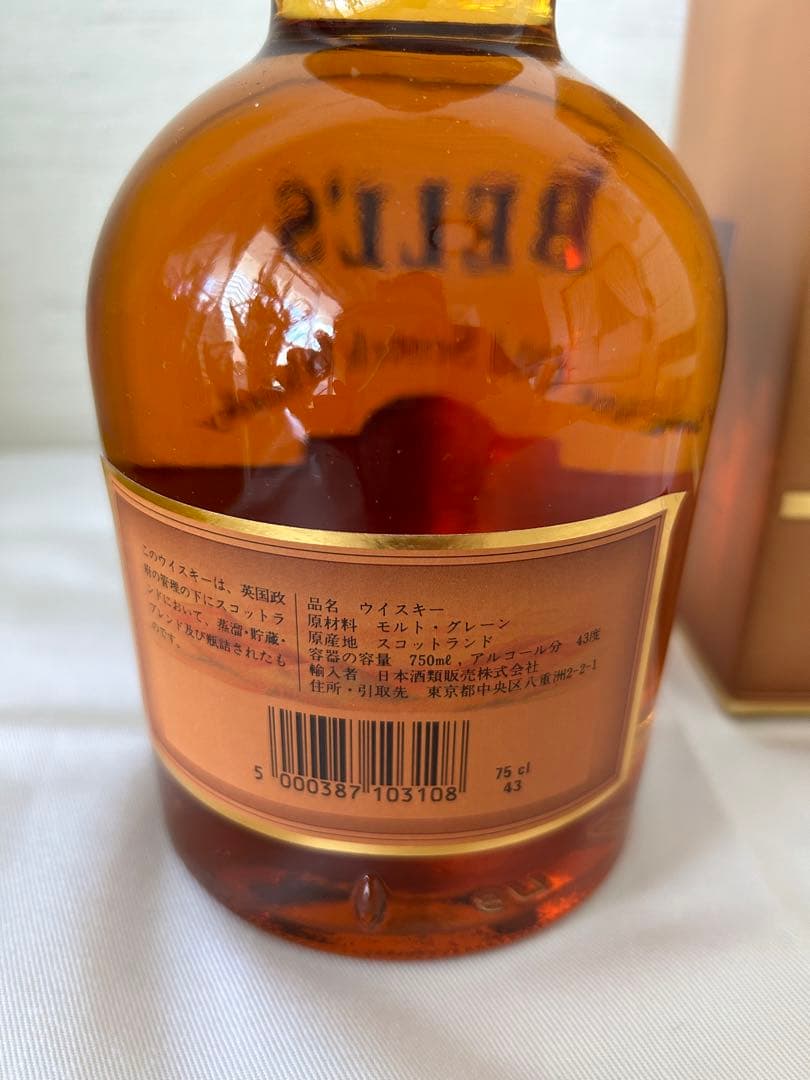 BELL'S
Scotch Whisky
このウイスキーは、英国政
府の管理の下にスコットラ
ンドにおいて、蒸溜・貯蔵・
ブレンド及び瓶詰されたも
のです。
品名 ウイスキー
原材料 モルト・グレーン
原産地 スコットランド
容器の容量 750mℓ, アルコール分 43度
輸入者 日本酒類販売株式会社
住所・引取先 東京都中央区八重洲2-2-1
5 000387 103108
75 cl
43